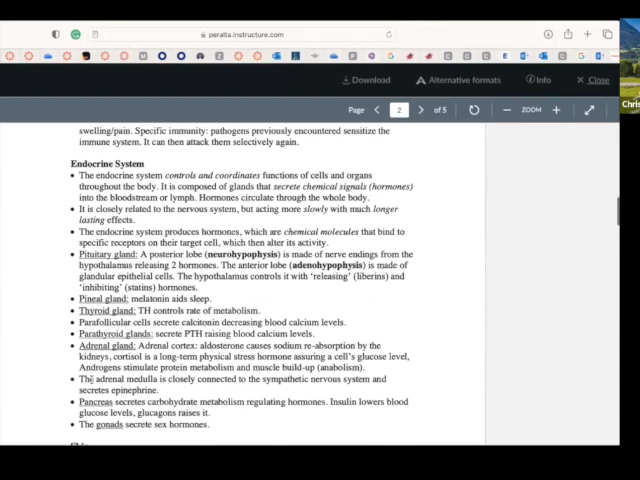 peralta.instructure.com
Download
Alternative formats
Info
Close
Page
2
of 5
ZOOM
Chris
swelling/pain. Specific immunity: pathogens previously encountered sensitize the
immune system. It can then attack them selectively again.
Endocrine System
• The endocrine system controls and coordinates functions of cells and organs
throughout the body. It is composed of glands that secrete chemical signals (hormones)
into the bloodstream or lymph. Hormones circulate through the whole body.
• It is closely related to the nervous system, but acting more slowly with much longer
lasting effects.
• The endocrine system produces hormones, which are chemical molecules that bind to
specific receptors on their target cell, which then alter its activity.
• Pituitary gland: A posterior lobe (neurohypophysis) is made of nerve endings from the
hypothalamus releasing 2 hormones. The anterior lobe (adenohypophysis) is made of
glandular epithelial cells. The hypothalamus controls it with ‘releasing’ (liberins) and
‘inhibiting’ (statins) hormones.
• Pineal gland: melatonin aids sleep.
• Thyroid gland: TH controls rate of metabolism.
• Parafollicular cells secrete calcitonin decreasing blood calcium levels.
• Parathyroid glands: secrete PTH raising blood calcium levels.
• Adrenal gland: Adrenal cortex: aldosterone causes sodium re-absorption by the
kidneys, cortisol is a long-term physical stress hormone assuring a cell’s glucose level,
Androgens stimulate protein metabolism and muscle build-up (anabolism).
• The adrenal medulla is closely connected to the sympathetic nervous system and
secretes epinephrine.
• Pancreas secretes carbohydrate metabolism regulating hormones. Insulin lowers blood
glucose levels, glucagons raises it.
• The gonads secrete sex hormones.